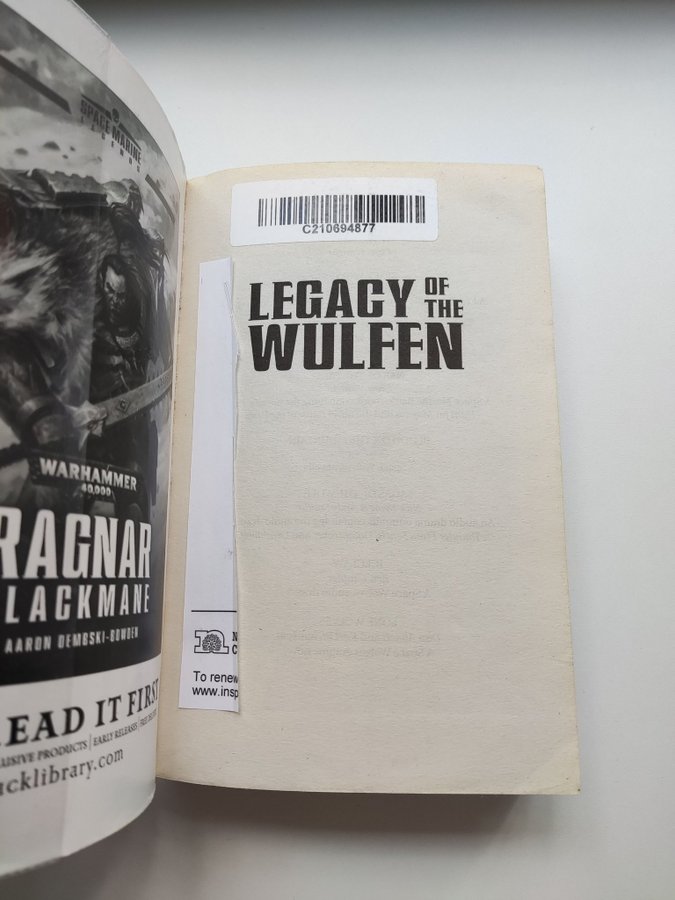 SPACE MARINE
LEGENDS
WARHAMMER
40,000
RAGNAR
LACKMANE
AARON DEMBSKI-BOWDEN
EAD IT FIRST
USIVE PRODUCTS | EARLY RELEASES | FREE DELIVERY
cklibrary.com
C210694877
LEGACY OF THE
WULFEN
N
C
To renew
www.insp